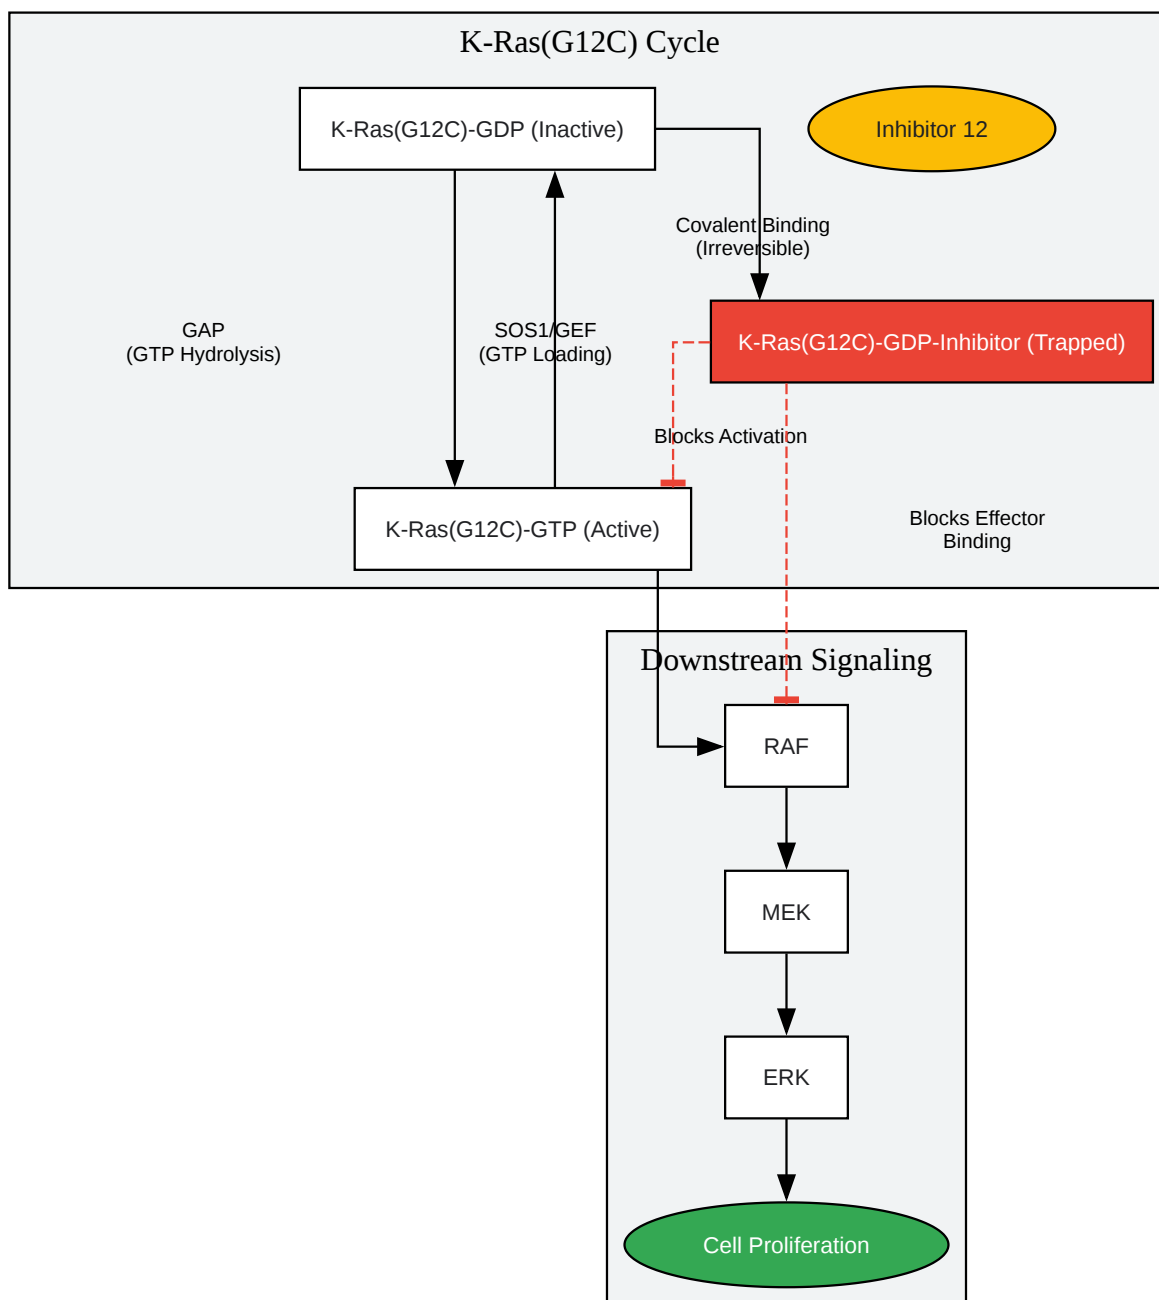 K-Ras(G12C) Cycle
K-Ras(G12C)-GDP (Inactive)
Inhibitor 12
Covalent Binding
(Irreversible)
GAP
(GTP Hydrolysis)
SOS1/GEF
(GTP Loading)
K-Ras(G12C)-GDP-Inhibitor (Trapped)
Blocks Activation
K-Ras(G12C)-GTP (Active)
Blocks Effector
Binding
Downstream Signaling
RAF
MEK
ERK
Cell Proliferation